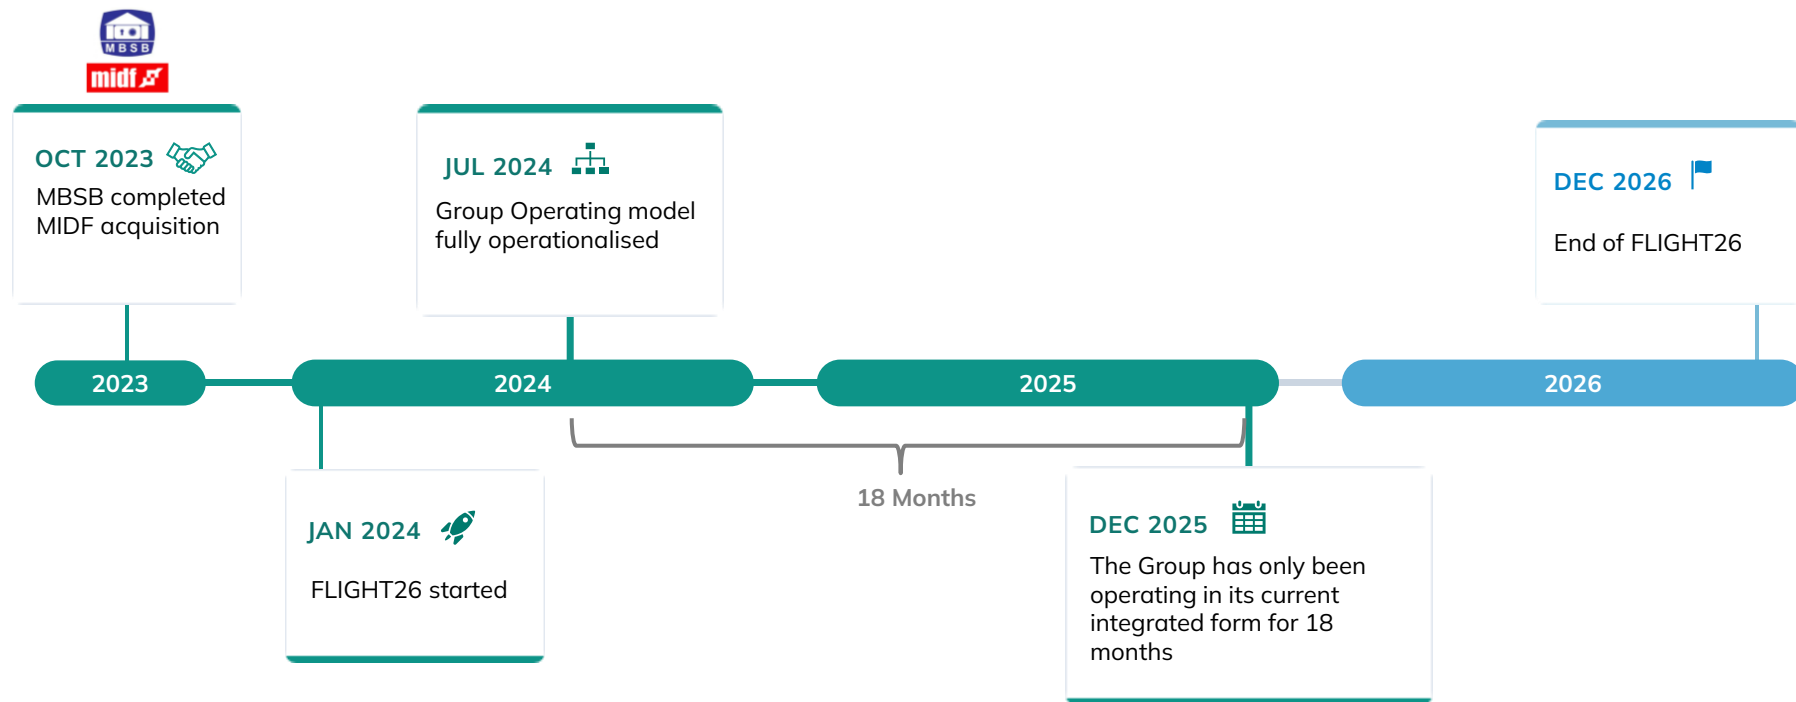 MBSB
midf
OCT 2023
MBSB completed
MIDF acquisition
JUL 2024
Group Operating model
fully operationalised
DEC 2026
End of FLIGHT26
2023
2024
2025
2026
18 Months
JAN 2024
FLIGHT26 started
DEC 2025
The Group has only been
operating in its current
integrated form for 18
months